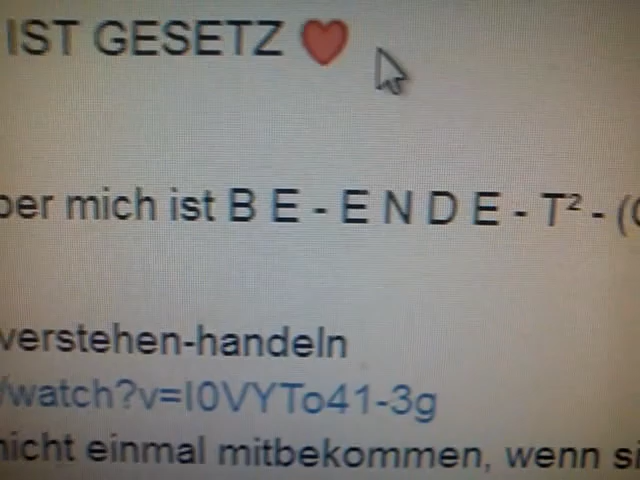 IST GESETZ ❤
ber mich ist B E - E N D E - T² - (
verstehen-handeln
/watch?v=I0VYTo41-3g
nicht einmal mitbekommen, wenn si